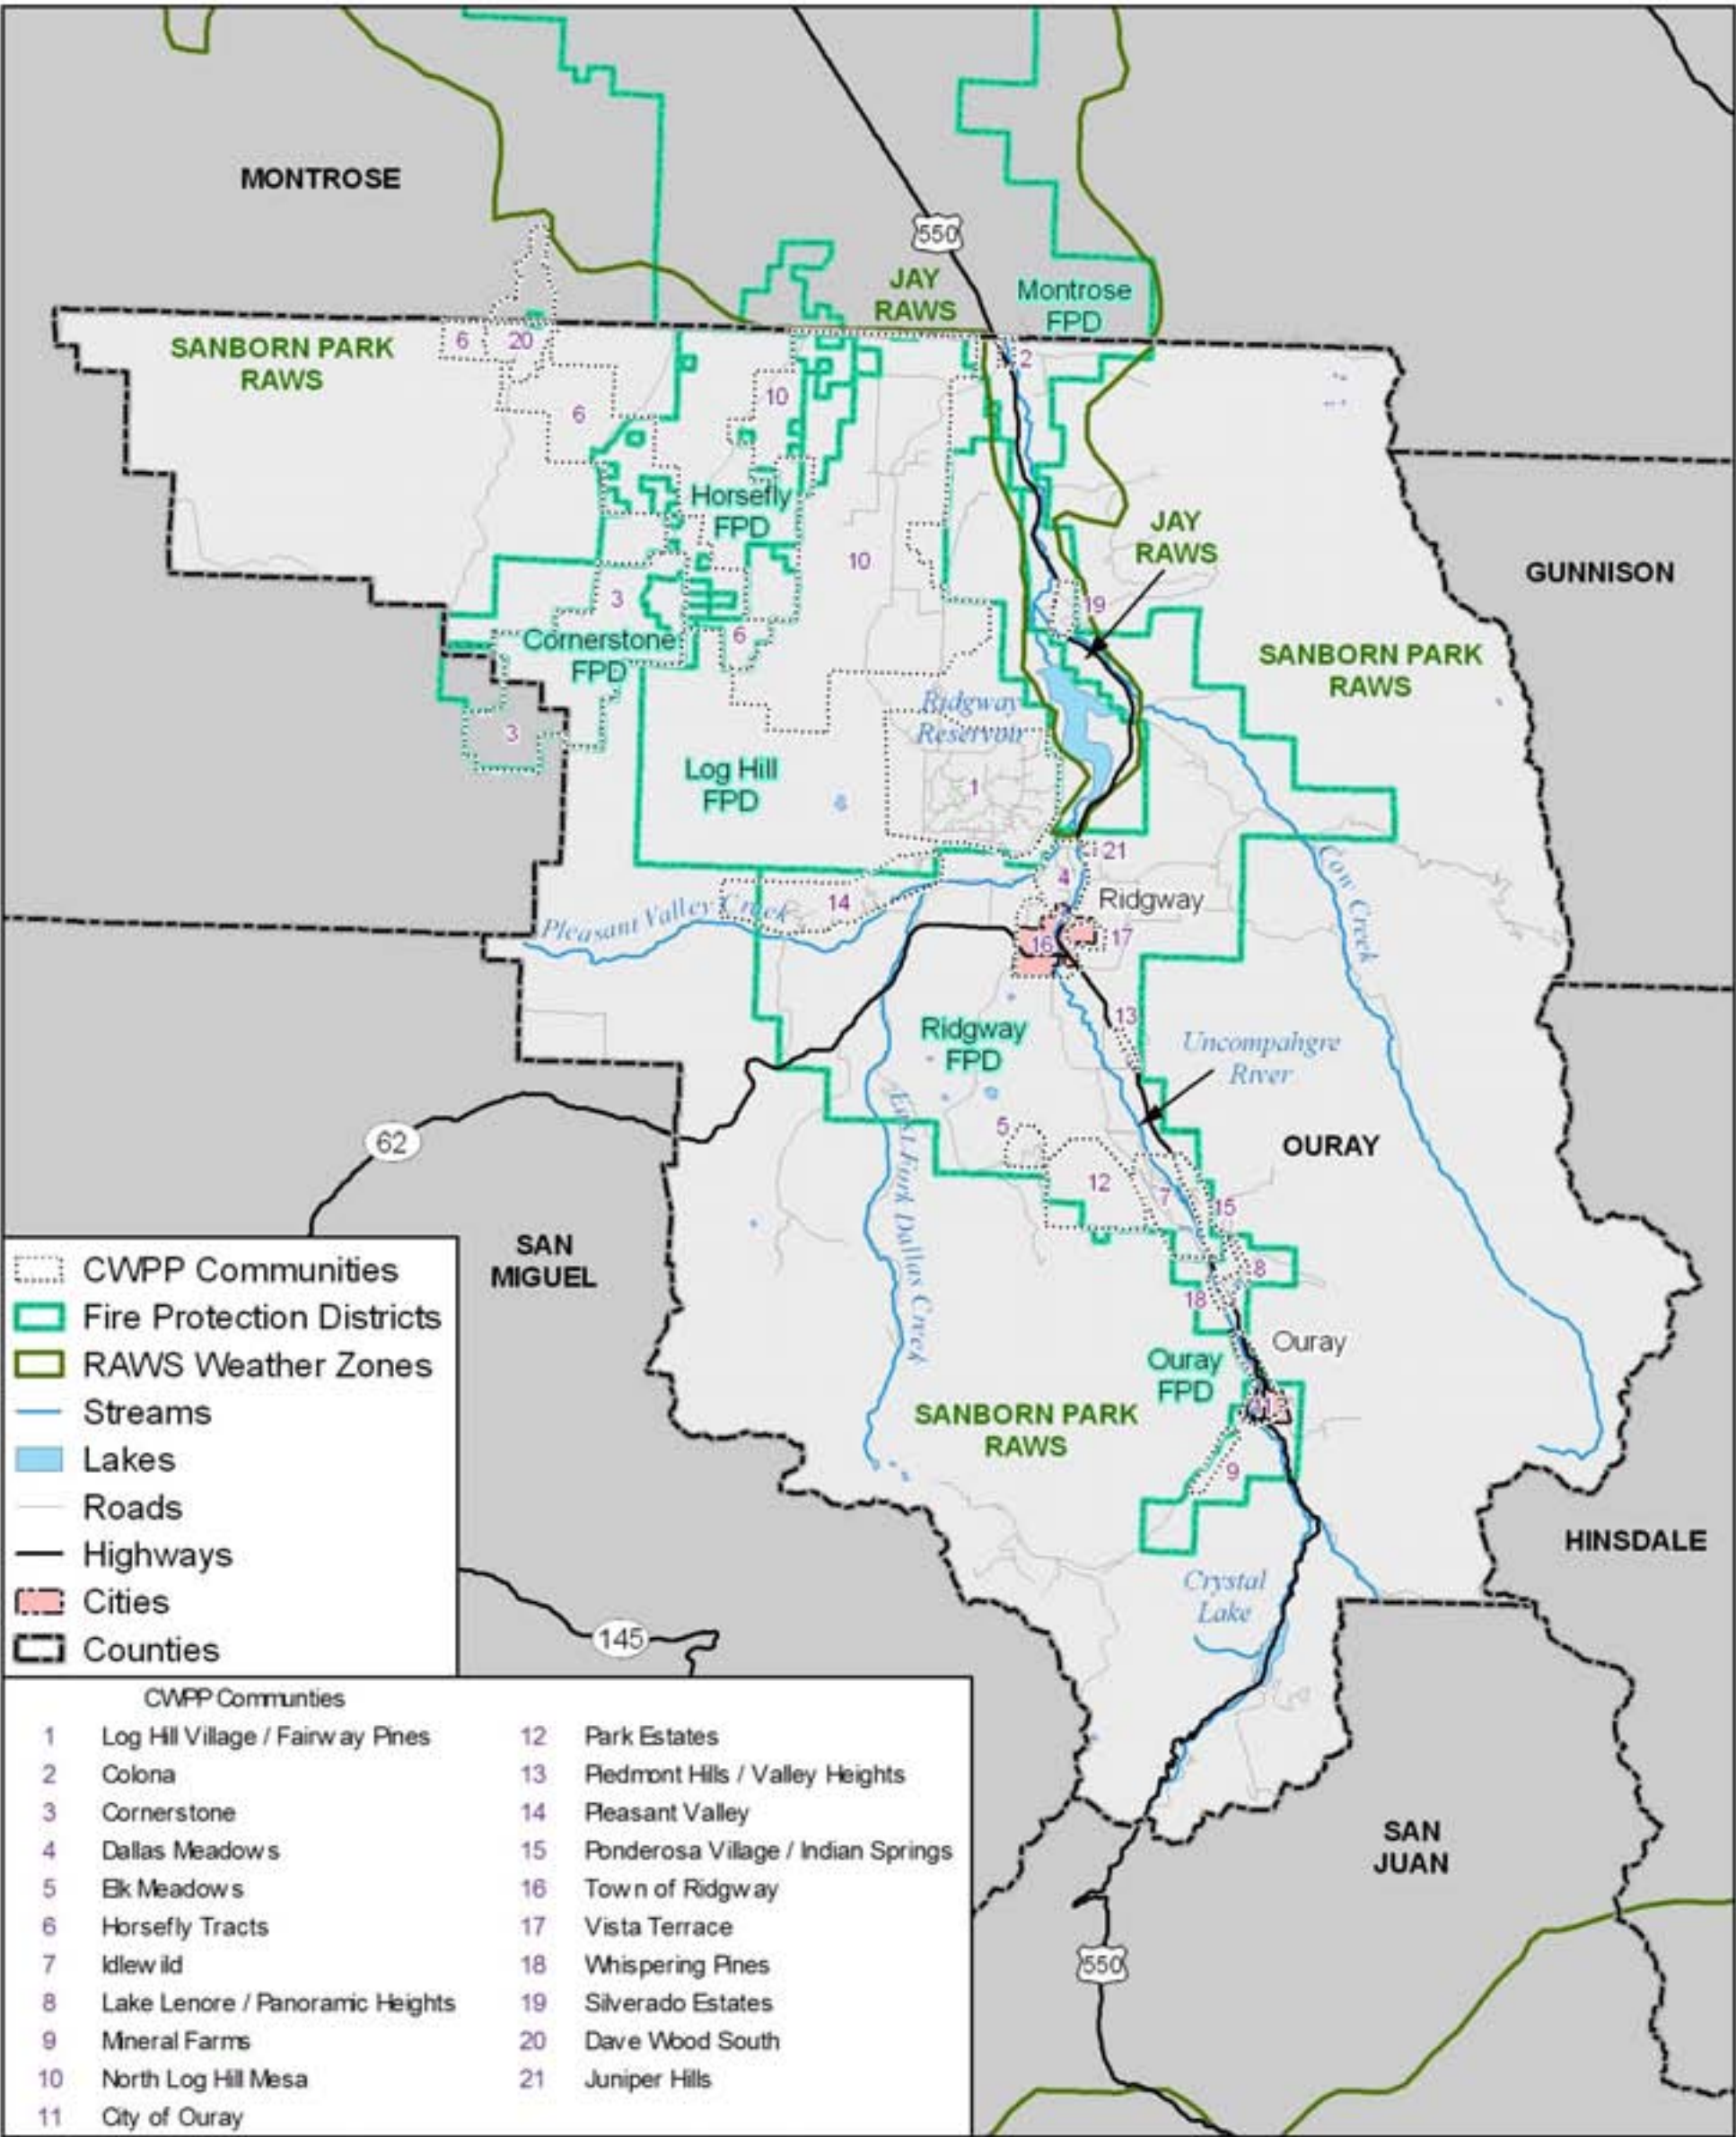 MONTROSE
550
JAY
RAWS
Montrose
FPD
SANBORN PARK
RAWS
6
20
2
10
6
Horsefly
FPD
JAY
RAWS
10
GUNNISON
3
19
6
Cornerstone
FPD
SANBORN PARK
RAWS
Ridgway
Reservoir
3
Log Hill
FPD
1
21
4
Cow Creek
14
Ridgway
Pleasant Valley Creek
16
17
13
Ridgway
FPD
Uncompahgre
River
East Fork Dallas Creek
5
62
OURAY
12
7
15
SAN
MIGUEL
8
18
Ouray
Ouray
FPD
SANBORN PARK
RAWS
9
HINSDALE
Crystal
Lake
145
SAN
JUAN
550
CWPP Communities
Fire Protection Districts
RAWS Weather Zones
Streams
Lakes
Roads
Highways
Cities
Counties
CWPP Communties
1 Log Hill Village / Fairway Pines
2 Colona
3 Cornerstone
4 Dallas Meadows
5 Elk Meadows
6 Horsefly Tracts
7 Idlewild
8 Lake Lenore / Panoramic Heights
9 Mineral Farms
10 North Log Hill Mesa
11 City of Ouray
12 Park Estates
13 Piedmont Hills / Valley Heights
14 Pleasant Valley
15 Ponderosa Village / Indian Springs
16 Town of Ridgway
17 Vista Terrace
18 Whispering Pines
19 Silverado Estates
20 Dave Wood South
21 Juniper Hills